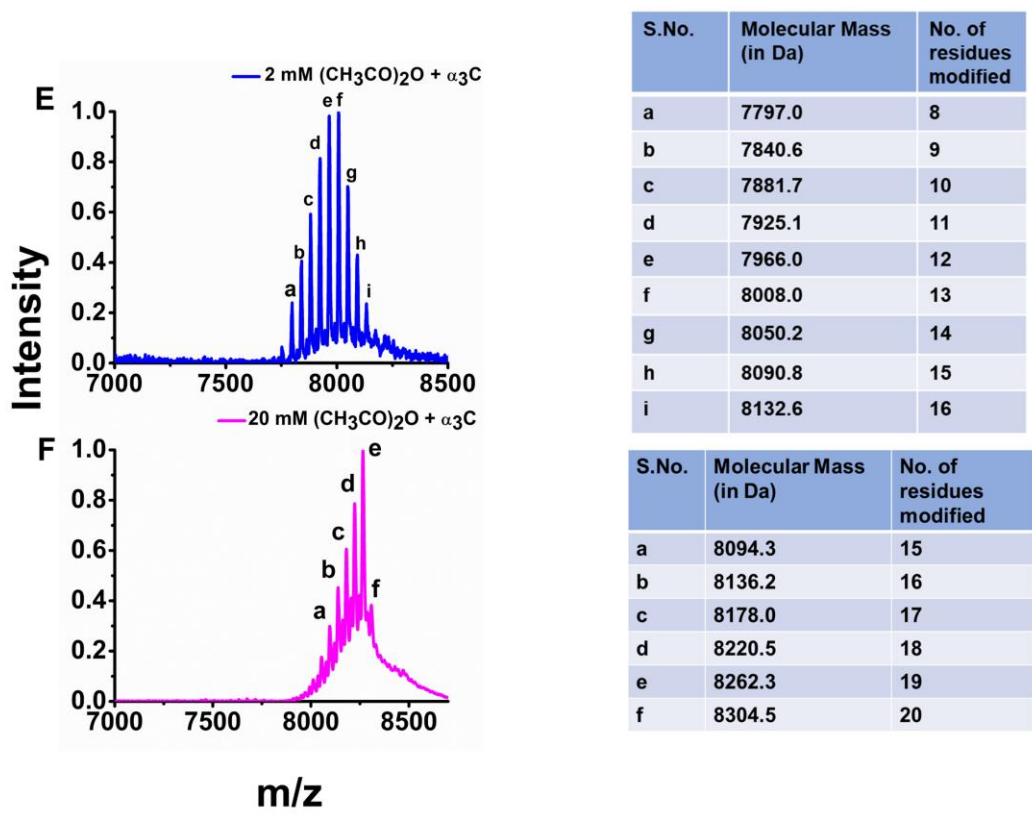 E
2 mM (CH3CO)2O + α3C
1.0
0.8
0.6
0.4
0.2
0.0
a
b
c
d
e
f
g
h
i
7000
7500
8000
8500
Intensity
F
20 mM (CH3CO)2O + α3C
1.0
0.8
0.6
0.4
0.2
0.0
a
b
c
d
e
f
7000
7500
8000
8500
m/z
S.No. Molecular Mass (in Da) No. of residues modified
a 7797.0 8
b 7840.6 9
c 7881.7 10
d 7925.1 11
e 7966.0 12
f 8008.0 13
g 8050.2 14
h 8090.8 15
i 8132.6 16
S.No. Molecular Mass (in Da) No. of residues modified
a 8094.3 15
b 8136.2 16
c 8178.0 17
d 8220.5 18
e 8262.3 19
f 8304.5 20